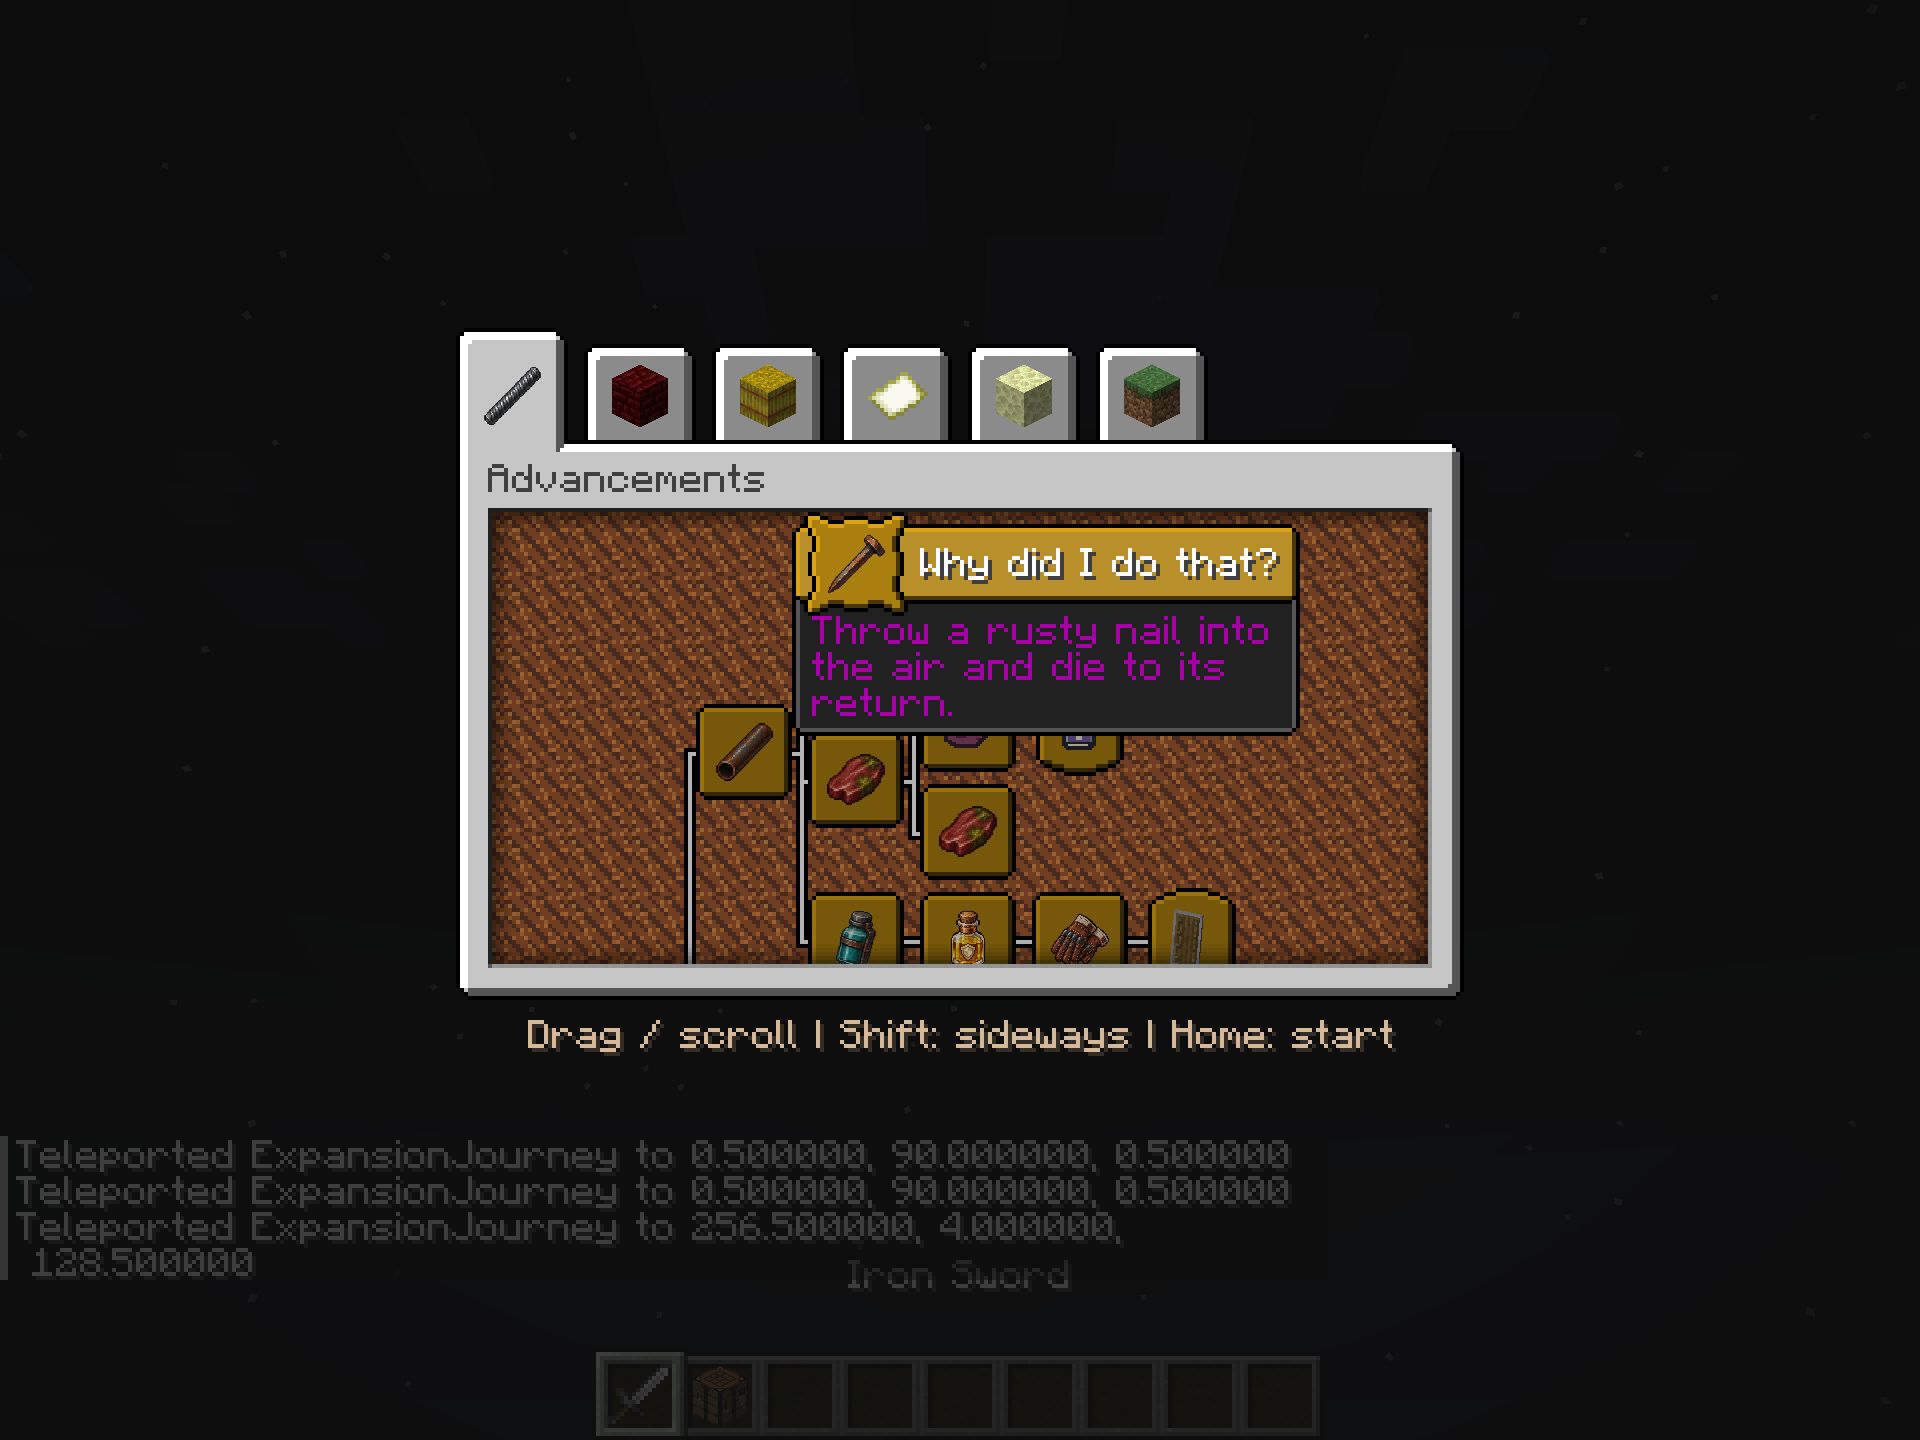 Advancements
Why did I do that?
Throw a rusty nail into
the air and die to its
return.
Drag / scroll | Shift: sideways | Home: start
Teleported ExpansionJourney to 0.500000, 90.000000, 0.500000
Teleported ExpansionJourney to 0.500000, 90.000000, 0.500000
Teleported ExpansionJourney to 256.500000, 4.000000,
128.500000
Iron Sword